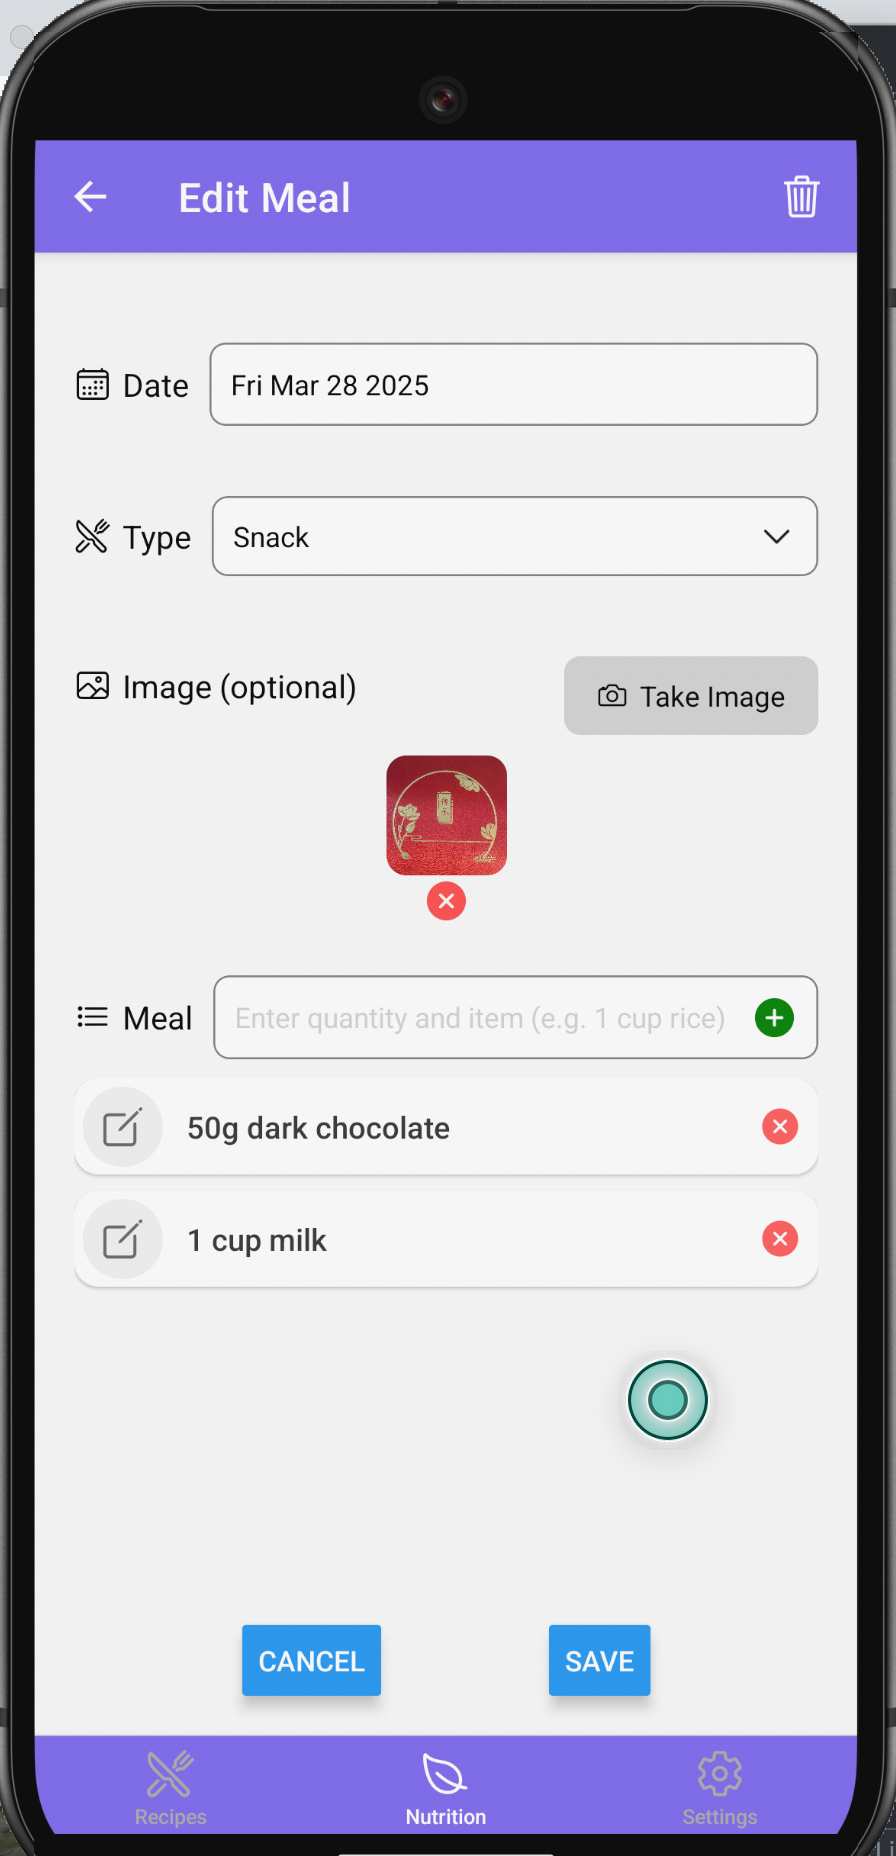 Edit Meal
Date
Fri Mar 28 2025
Type
Snack
Image (optional)
Take Image
Meal
Enter quantity and item (e.g. 1 cup rice)
50g dark chocolate
1 cup milk
CANCEL
SAVE
Recipes
Nutrition
Settings